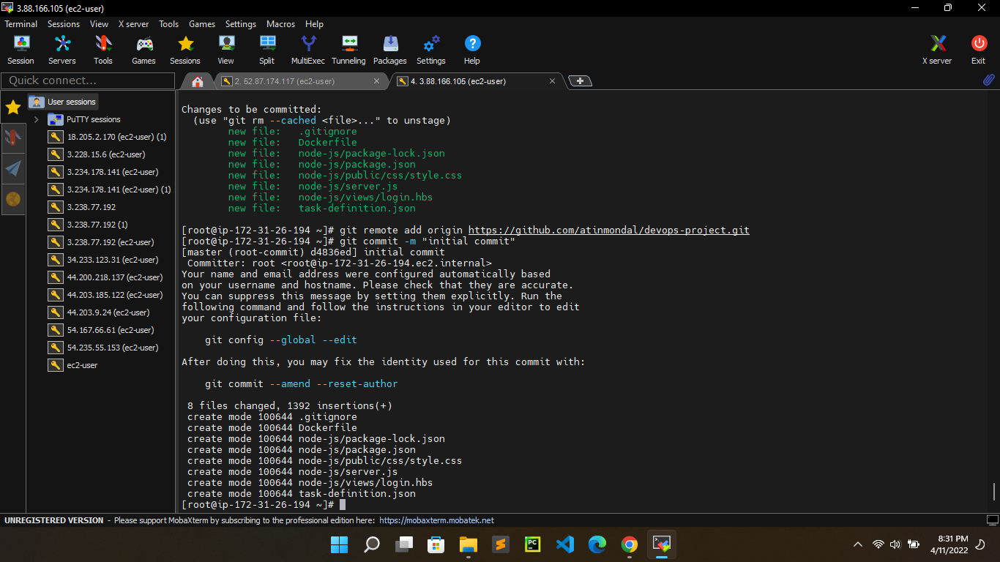 3.88.166.105 (ec2-user)
Terminal Sessions View X server Tools Games Settings Macros Help
Session Servers Tools Games Sessions View Split MultiExec Tunneling Packages Settings Help X server Exit
Quick connect...
2. 52.87.174.117 (ec2-user)
4. 3.88.166.105 (ec2-user)
User sessions
PuTTY sessions
18.205.2.170 (ec2-user) (1)
3.228.15.6 (ec2-user)
3.234.178.141 (ec2-user)
3.234.178.141 (ec2-user) (1)
3.238.77.192
3.238.77.192 (1)
3.238.77.192 (ec2-user)
34.233.123.31 (ec2-user)
44.200.218.137 (ec2-user)
44.203.185.122 (ec2-user)
44.203.9.24 (ec2-user)
54.167.66.61 (ec2-user)
54.235.55.153 (ec2-user)
ec2-user
Changes to be committed:
  (use "git rm --cached <file>..." to unstage)
        new file:   .gitignore
        new file:   Dockerfile
        new file:   node-js/package-lock.json
        new file:   node-js/package.json
        new file:   node-js/public/css/style.css
        new file:   node-js/server.js
        new file:   node-js/views/login.hbs
        new file:   task-definition.json
[root@ip-172-31-26-194 ~]# git remote add origin https://github.com/atinmondal/devops-project.git
[root@ip-172-31-26-194 ~]# git commit -m "initial commit"
[master (root-commit) d4836ed] initial commit
 Committer: root <root@ip-172-31-26-194.ec2.internal>
Your name and email address were configured automatically based
on your username and hostname. Please check that they are accurate.
You can suppress this message by setting them explicitly. Run the
following command and follow the instructions in your editor to edit
your configuration file:
    git config --global --edit
After doing this, you may fix the identity used for this commit with:
    git commit --amend --reset-author
 8 files changed, 1392 insertions(+)
 create mode 100644 .gitignore
 create mode 100644 Dockerfile
 create mode 100644 node-js/package-lock.json
 create mode 100644 node-js/package.json
 create mode 100644 node-js/public/css/style.css
 create mode 100644 node-js/server.js
 create mode 100644 node-js/views/login.hbs
 create mode 100644 task-definition.json
[root@ip-172-31-26-194 ~]#
UNREGISTERED VERSION - Please support MobaXterm by subscribing to the professional edition here: https://mobaxterm.mobatek.net
PC
8:31 PM
4/11/2022